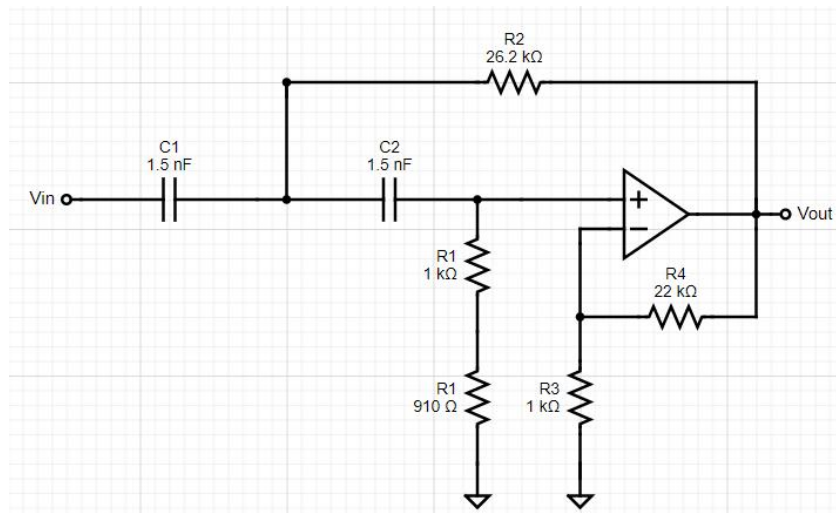 R2
26.2 kΩ
C1
1.5 nF
C2
1.5 nF
Vin
+
−
Vout
R1
1 kΩ
R4
22 kΩ
R1
910 Ω
R3
1 kΩ